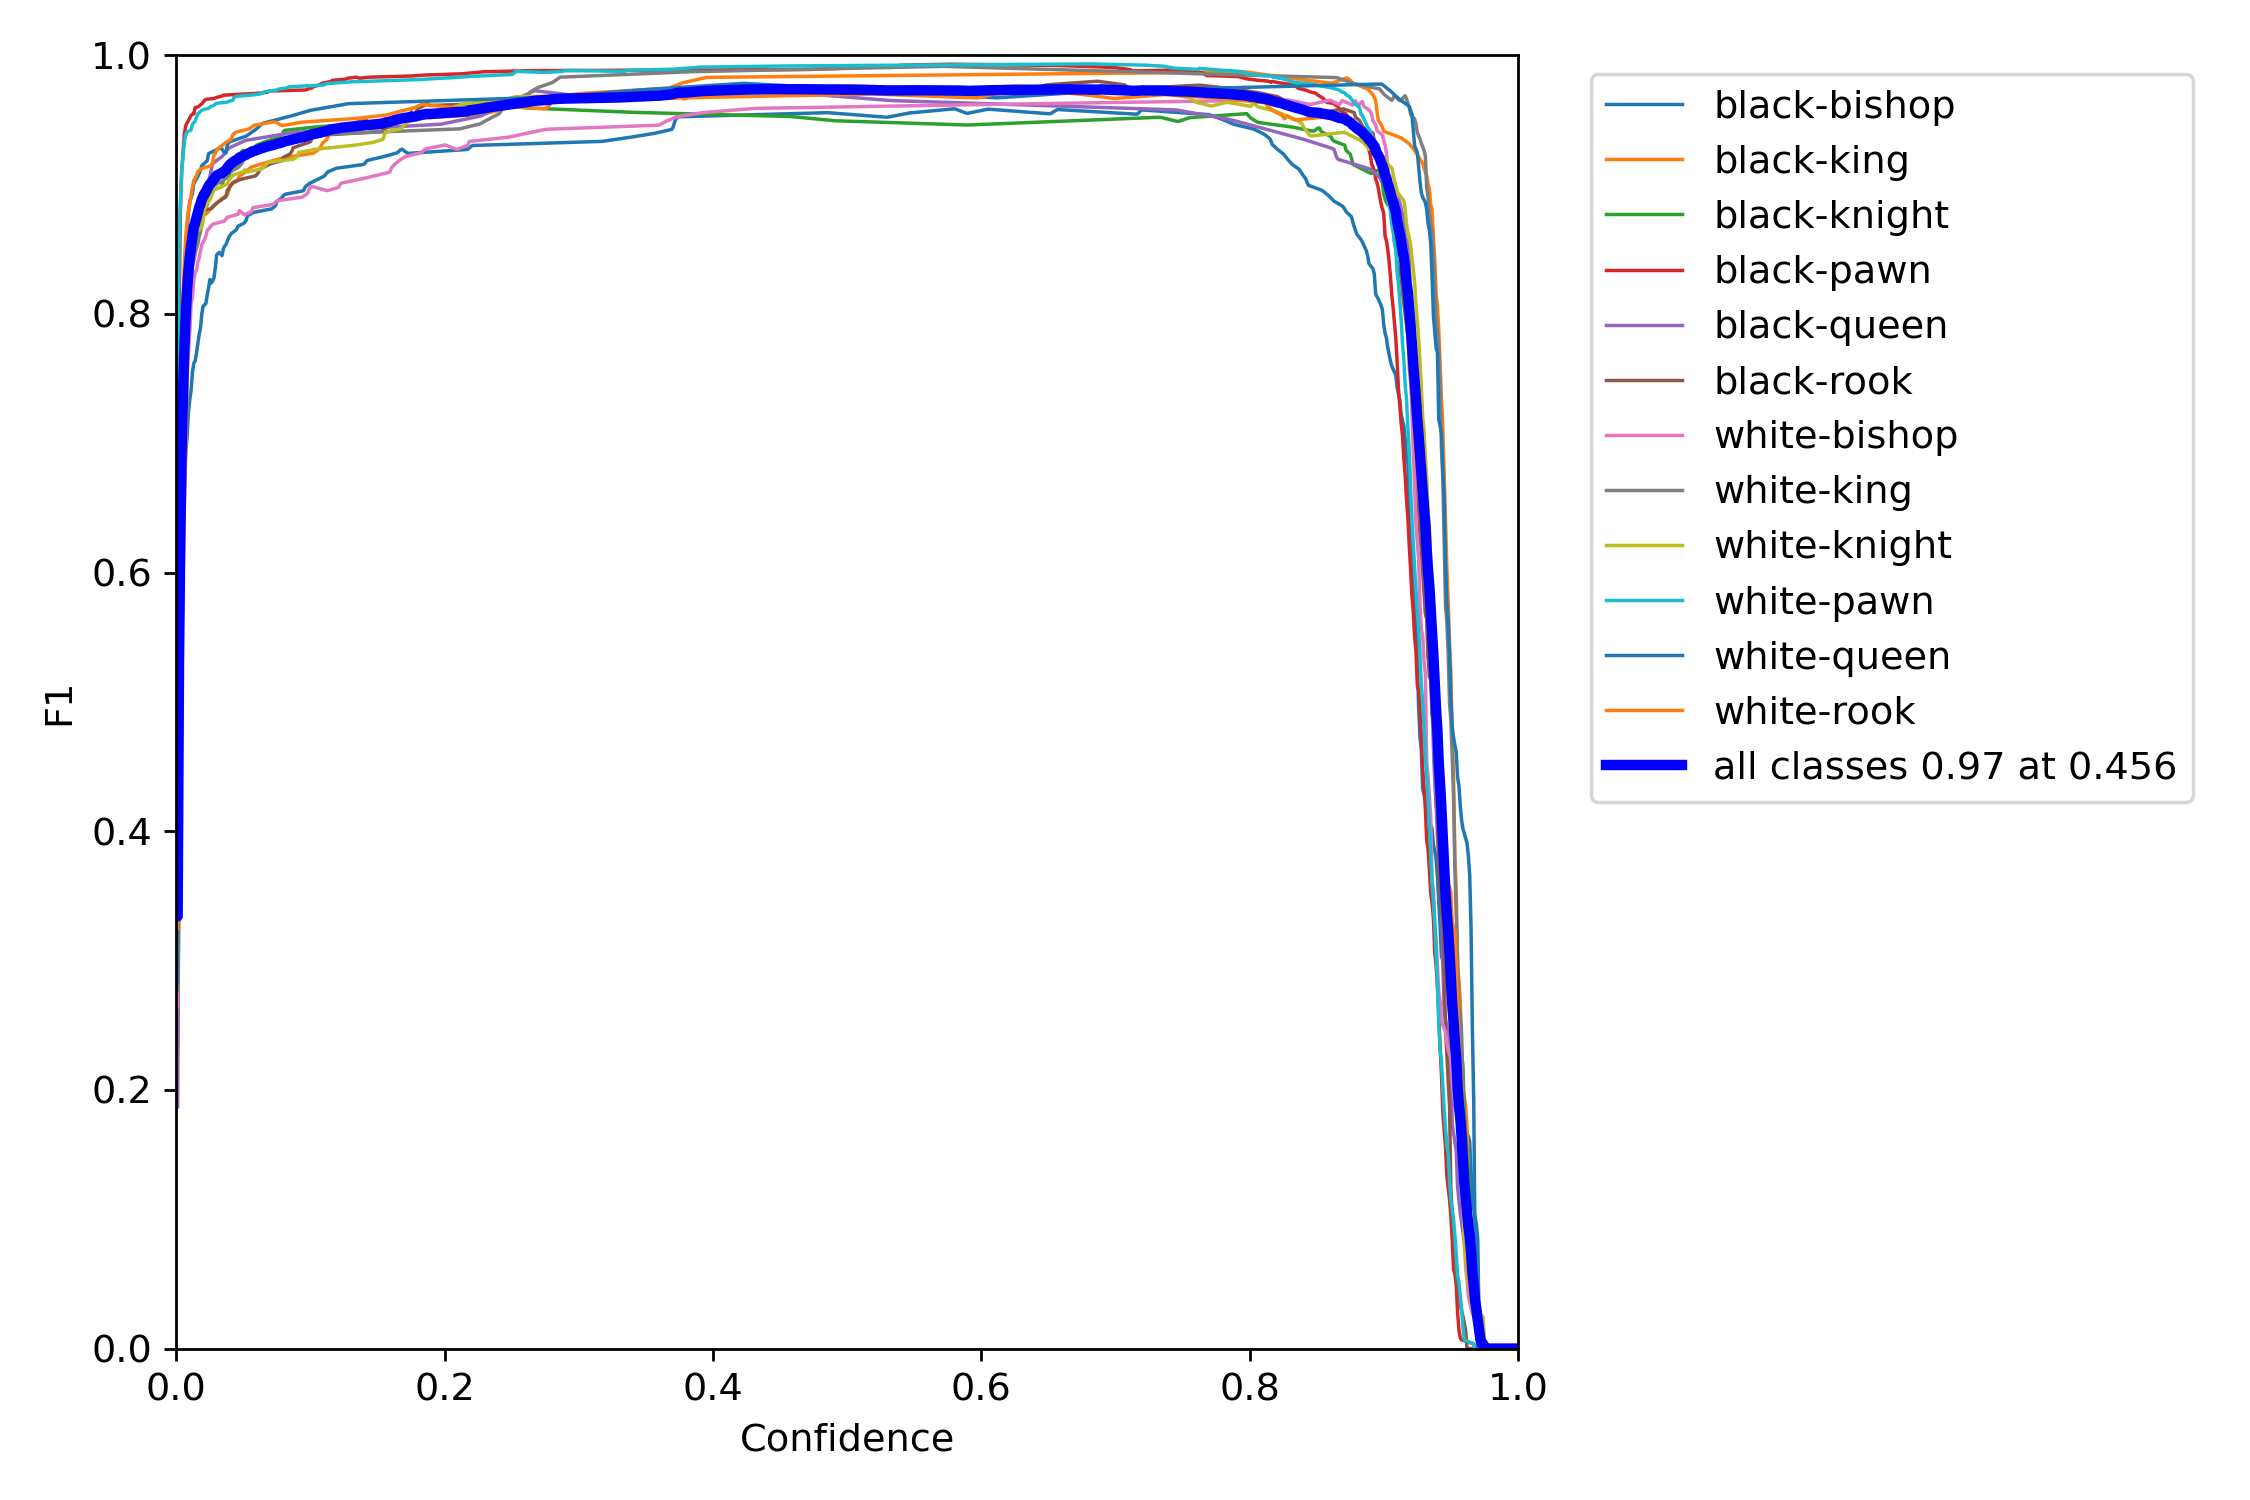 1.0
0.8
0.6
0.4
0.2
0.0
F1
0.0 0.2 0.4 0.6 0.8 1.0
Confidence
black-bishop
black-king
black-knight
black-pawn
black-queen
black-rook
white-bishop
white-king
white-knight
white-pawn
white-queen
white-rook
all classes 0.97 at 0.456